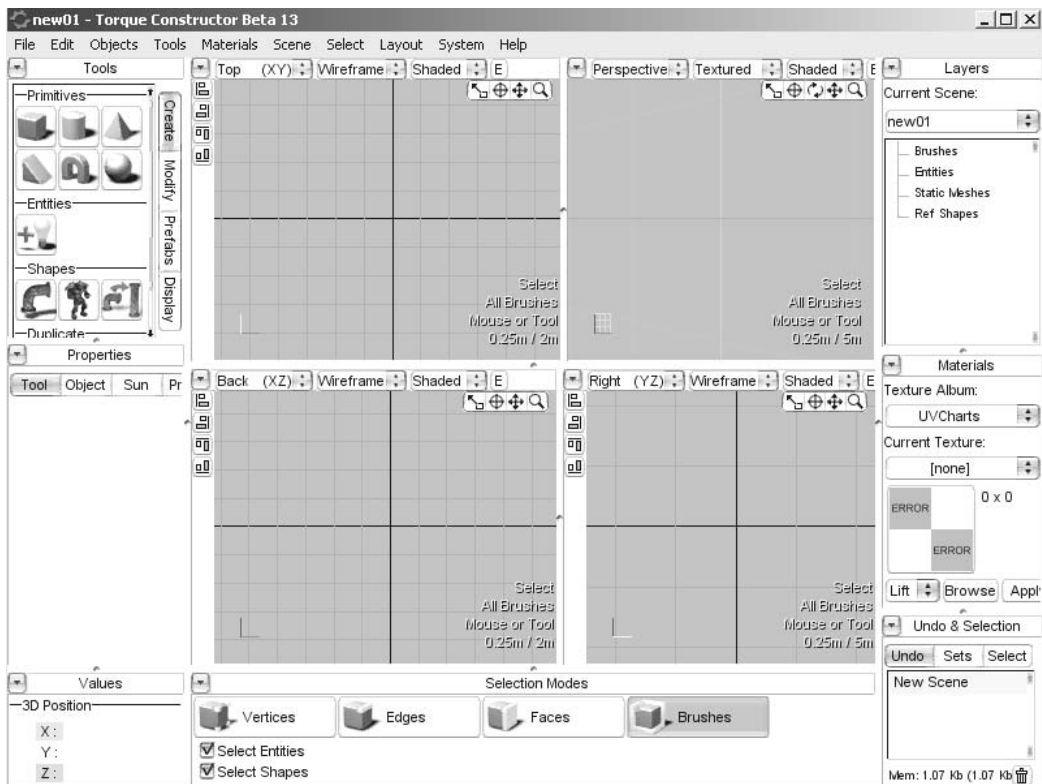 new01 - Torque Constructor Beta 13
File Edit Objects Tools Materials Scene Select Layout System Help
Tools
Primitives
Entities
Shapes
Duplicate
Create
Modify
Prefabs
Display
Properties
Tool Object Sun Pr
Values
3D Position
X :
Y :
Z :
Top (XY) Wireframe Shaded E
Select
All Brushes
Mouse or Tool
0.25m / 2m
Perspective Textured Shaded E
Select
All Brushes
Mouse or Tool
0.25m / 5m
Back (XZ) Wireframe Shaded E
Select
All Brushes
Mouse or Tool
0.25m / 2m
Right (YZ) Wireframe Shaded E
Select
All Brushes
Mouse or Tool
0.25m / 5m
Selection Modes
Vertices Edges Faces Brushes
Select Entities
Select Shapes
Layers
Current Scene:
new01
Brushes
Entities
Static Meshes
Ref Shapes
Materials
Texture Album:
UVCharts
Current Texture:
[none]
ERROR
ERROR
0 x 0
Lift Browse Appl
Undo & Selection
Undo Sets Select
New Scene
Mem: 1.07 Kb (1.07 Kb